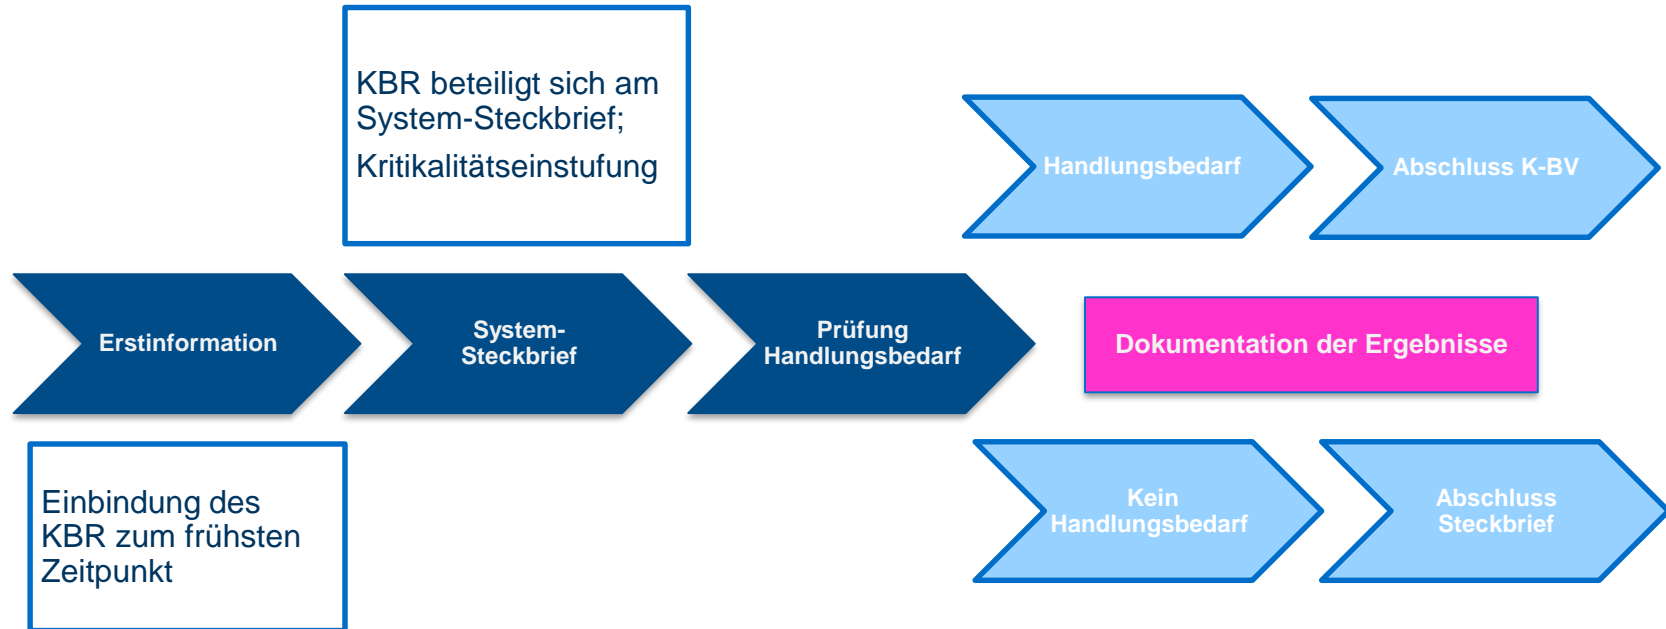 KBR beteiligt sich am
System-Steckbrief;
Kritikalitätseinstufung
Handlungsbedarf
Abschluss K-BV
Erstinformation
System-
Steckbrief
Prüfung
Handlungsbedarf
Dokumentation der Ergebnisse
Einbindung des
KBR zum frühsten
Zeitpunkt
Kein
Handlungsbedarf
Abschluss
Steckbrief